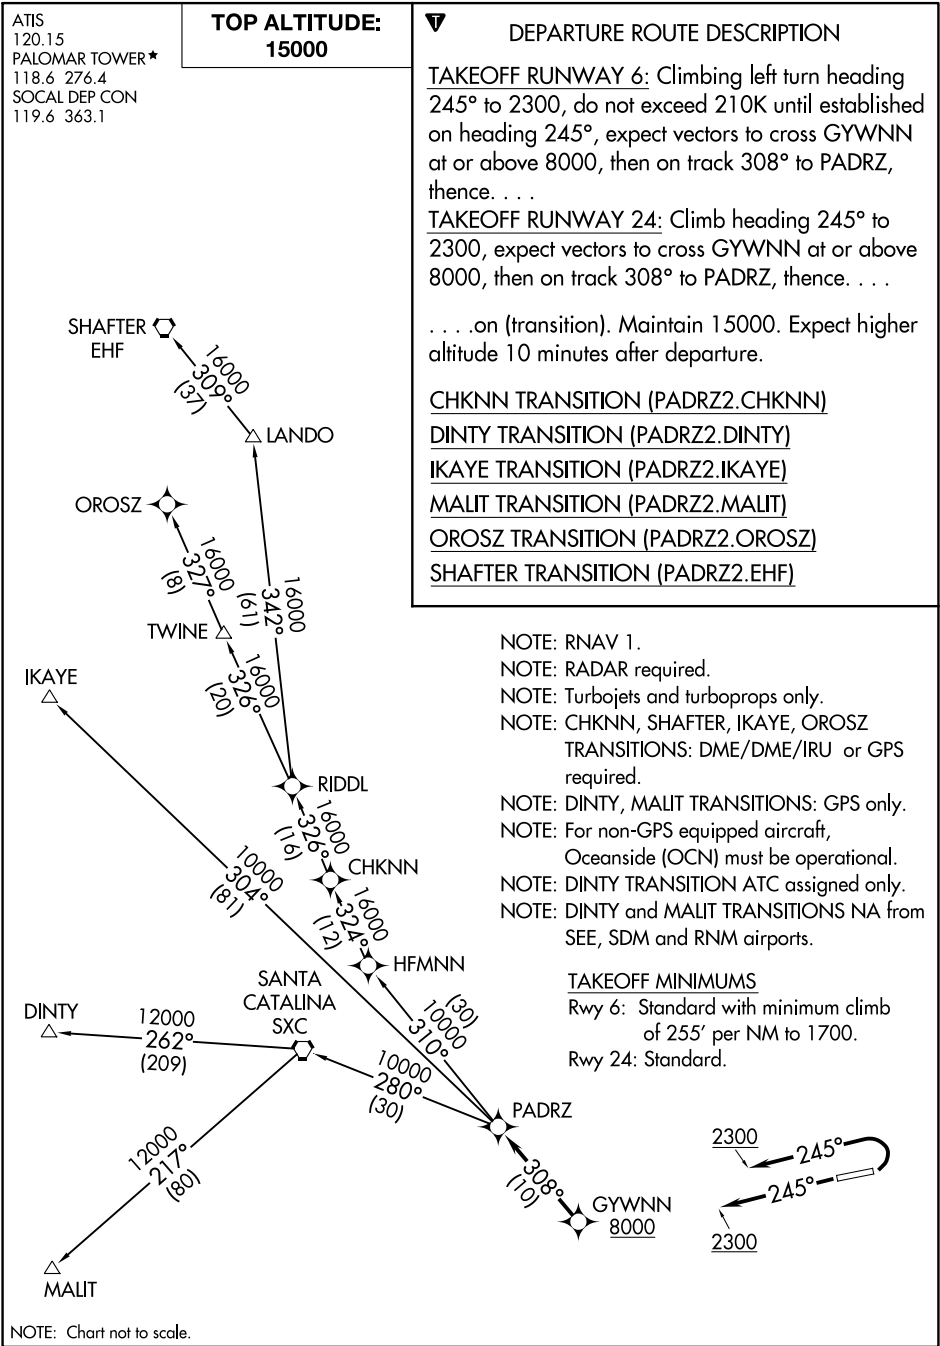 ATIS
120.15
PALOMAR TOWER★
118.6 276.4
SOCAL DEP CON
119.6 363.1
TOP ALTITUDE:
15000
T
DEPARTURE ROUTE DESCRIPTION
TAKEOFF RUNWAY 6: Climbing left turn heading
245° to 2300, do not exceed 210K until established
on heading 245°, expect vectors to cross GYWNN
at or above 8000, then on track 308° to PADRZ,
thence. . . .
TAKEOFF RUNWAY 24: Climb heading 245° to
2300, expect vectors to cross GYWNN at or above
8000, then on track 308° to PADRZ, thence. . . .
. . . .on (transition). Maintain 15000. Expect higher
altitude 10 minutes after departure.
CHKNN TRANSITION (PADRZ2.CHKNN)
DINTY TRANSITION (PADRZ2.DINTY)
IKAYE TRANSITION (PADRZ2.IKAYE)
MALIT TRANSITION (PADRZ2.MALIT)
OROSZ TRANSITION (PADRZ2.OROSZ)
SHAFTER TRANSITION (PADRZ2.EHF)
SHAFTER
EHF
16000
309°
(37)
LANDO
OROSZ
16000
327°
(8)
16000
342°
(61)
TWINE
16000
326°
(20)
IKAYE
RIDDL
16000
326°
(16)
CHKNN
10000
304°
(81)
16000
324°
(12)
HFMNN
SANTA
CATALINA
SXC
(30)
10000
310°
DINTY
12000
262°
(209)
10000
280°
(30)
PADRZ
12000
217°
(80)
308°
(10)
GYWNN
8000
MALIT
NOTE: RNAV 1.
NOTE: RADAR required.
NOTE: Turbojets and turboprops only.
NOTE: CHKNN, SHAFTER, IKAYE, OROSZ
TRANSITIONS: DME/DME/IRU or GPS
required.
NOTE: DINTY, MALIT TRANSITIONS: GPS only.
NOTE: For non-GPS equipped aircraft,
Oceanside (OCN) must be operational.
NOTE: DINTY TRANSITION ATC assigned only.
NOTE: DINTY and MALIT TRANSITIONS NA from
SEE, SDM and RNM airports.
TAKEOFF MINIMUMS
Rwy 6: Standard with minimum climb
of 255' per NM to 1700.
Rwy 24: Standard.
2300
245°
245°
2300
NOTE: Chart not to scale.